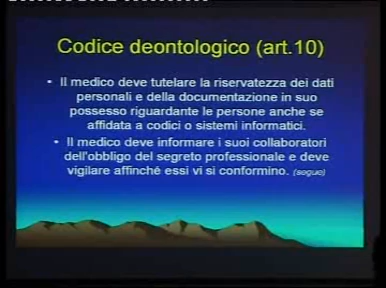 Codice deontologico (art.10)
• Il medico deve tutelare la riservatezza dei dati
personali e della documentazione in suo
possesso riguardante le persone anche se
affidata a codici o sistemi informatici.
• Il medico deve informare i suoi collaboratori
dell'obbligo del segreto professionale e deve
vigilare affinché essi vi si conformino. (segue)